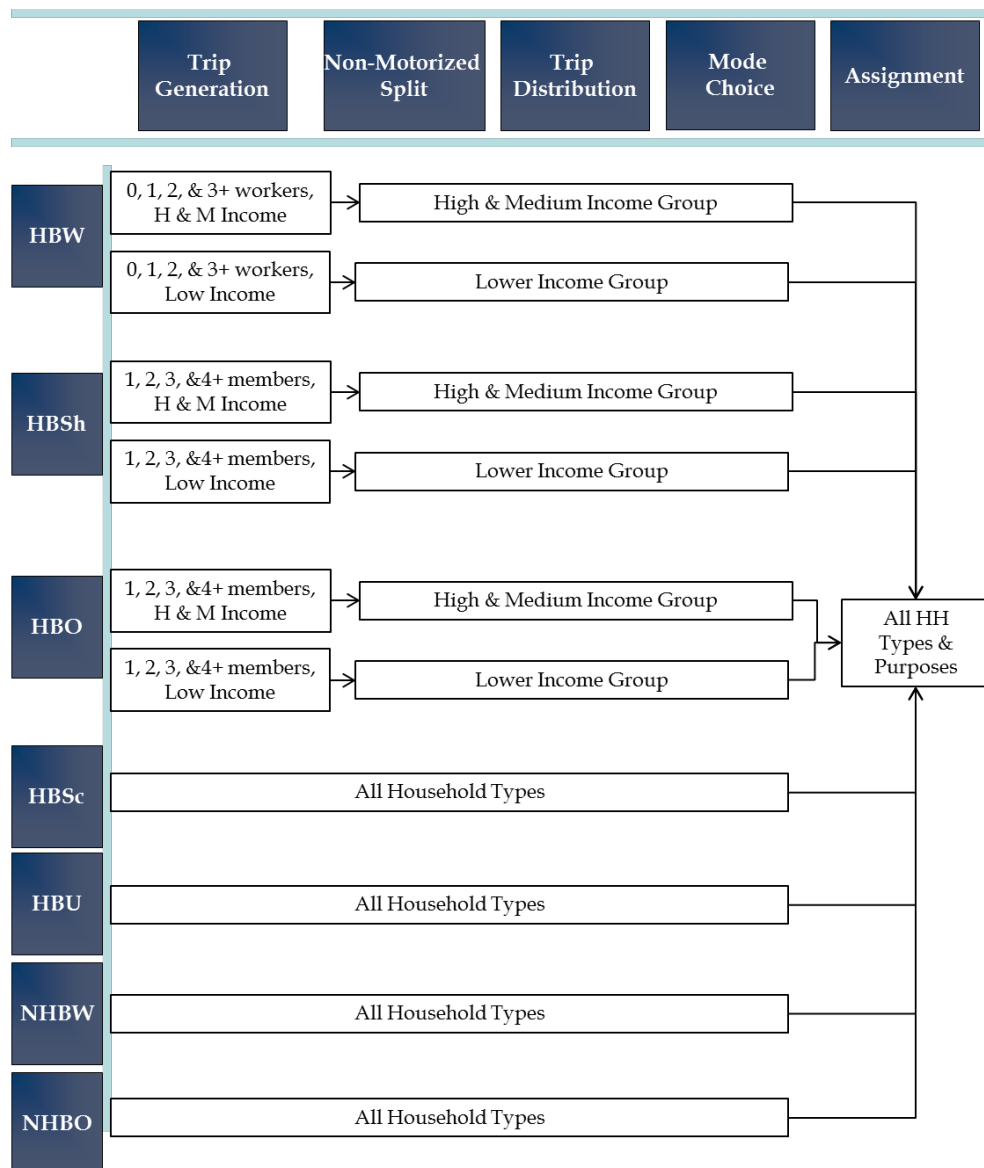 Trip
Generation
Non-Motorized
Split
Trip
Distribution
Mode
Choice
Assignment
HBW
0, 1, 2, & 3+ workers,
H & M Income
High & Medium Income Group
0, 1, 2, & 3+ workers,
Low Income
Lower Income Group
HBSh
1, 2, 3, &4+ members,
H & M Income
High & Medium Income Group
1, 2, 3, &4+ members,
Low Income
Lower Income Group
HBO
1, 2, 3, &4+ members,
H & M Income
High & Medium Income Group
1, 2, 3, &4+ members,
Low Income
Lower Income Group
All HH
Types &
Purposes
HBSc
All Household Types
HBU
All Household Types
NHBW
All Household Types
NHBO
All Household Types